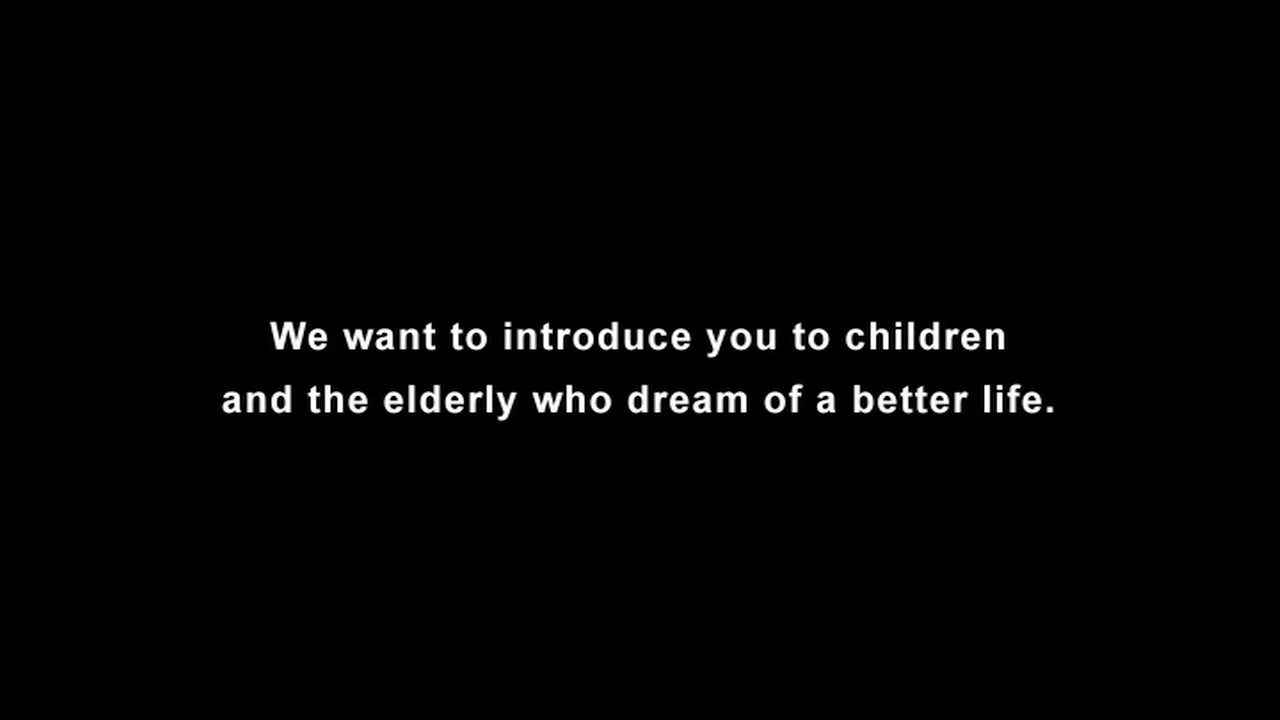 We want to introduce you to children
and the elderly who dream of a better life.